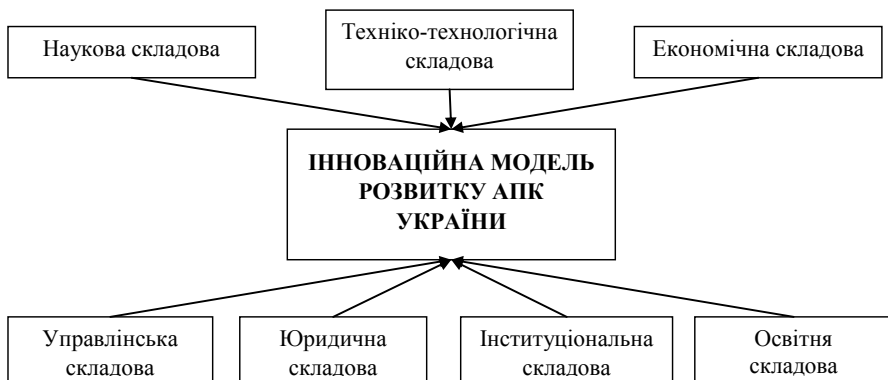 Наукова складова
Техніко-технологічна
складова
Економічна складова
ІННОВАЦІЙНА МОДЕЛЬ
РОЗВИТКУ АПК
УКРАЇНИ
Управлінська
складова
Юридична
складова
Інституціональна
складова
Освітня
складова